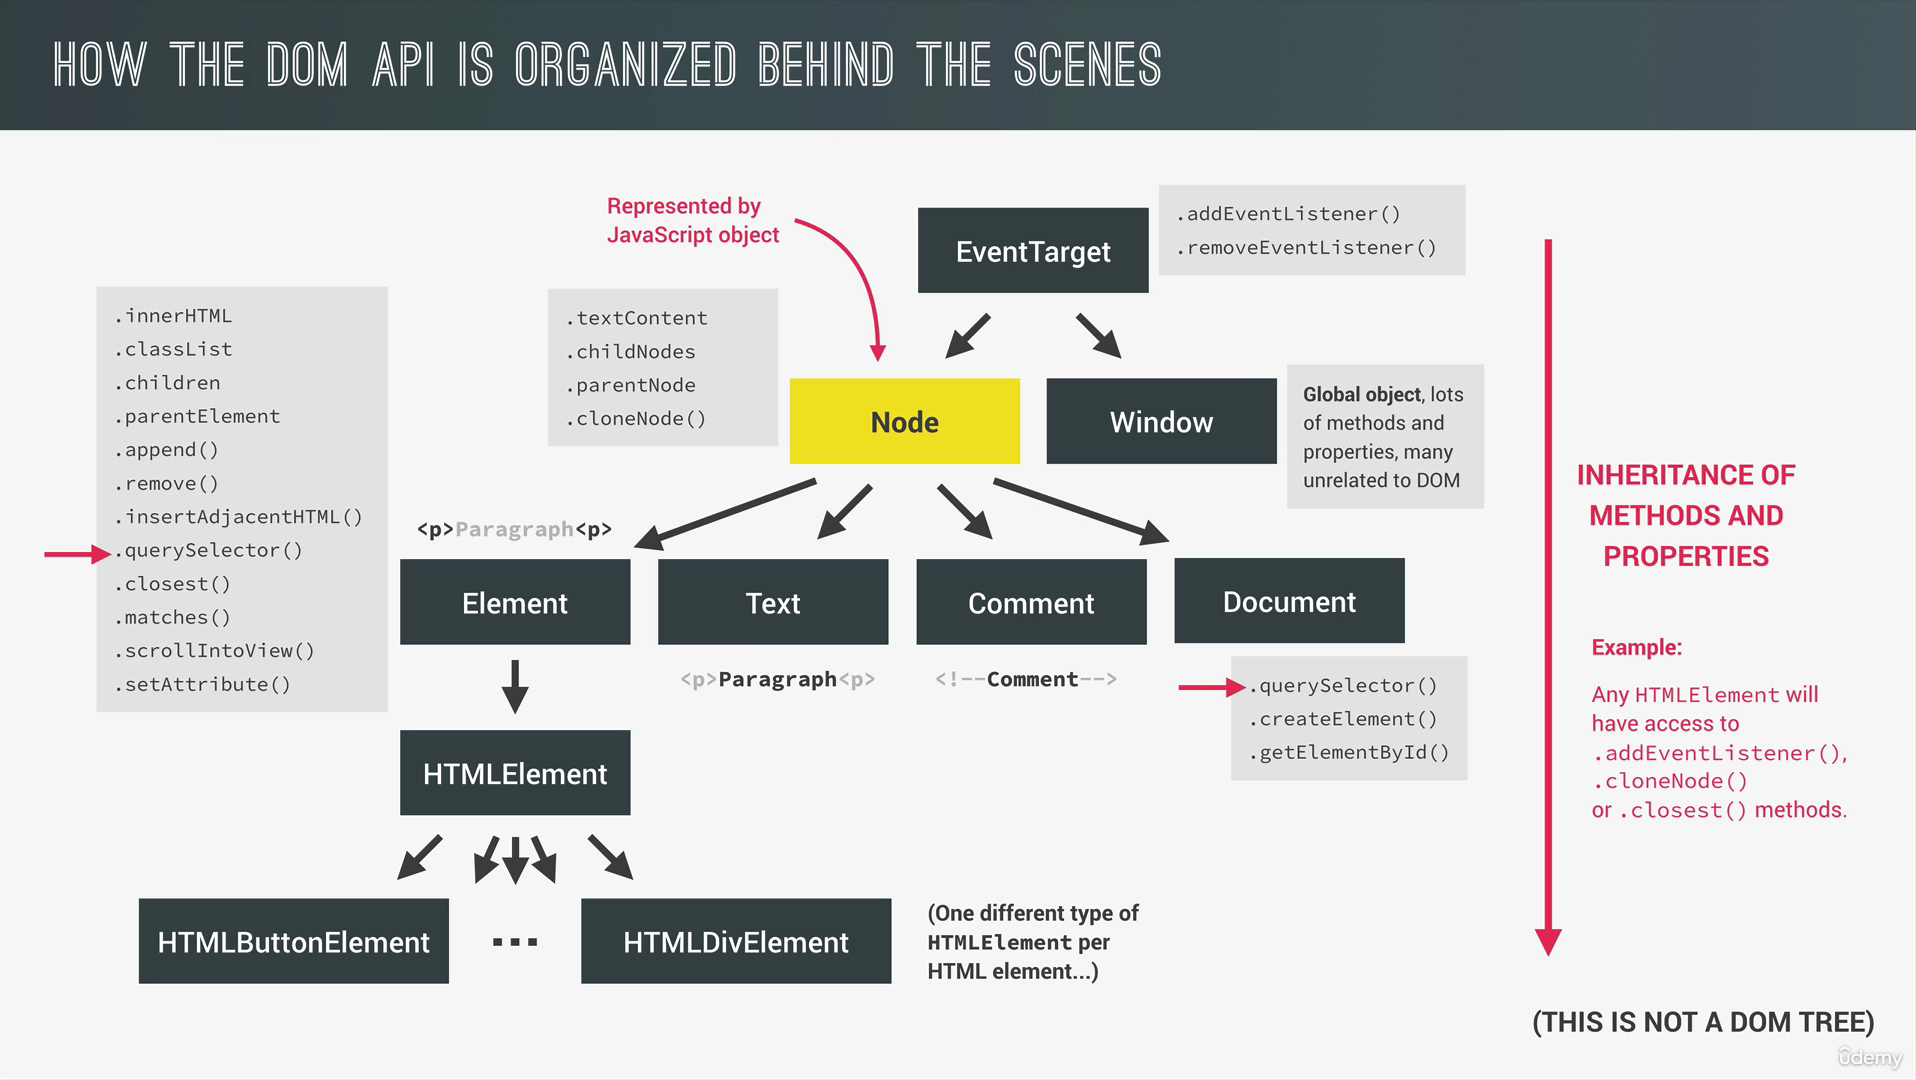 HOW THE DOM API IS ORGANIZED BEHIND THE SCENES
Represented by
JavaScript object
EventTarget
.addEventListener()
.removeEventListener()
.innerHTML
.classList
.children
.parentElement
.append()
.remove()
.insertAdjacentHTML()
.querySelector()
.closest()
.matches()
.scrollIntoView()
.setAttribute()
.textContent
.childNodes
.parentNode
.cloneNode()
Node
Window
Global object, lots
of methods and
properties, many
unrelated to DOM
<p>Paragraph<p>
Element
Text
Comment
Document
<p>Paragraph<p>
<!--Comment-->
.querySelector()
.createElement()
.getElementById()
HTMLElement
HTMLButtonElement
...
HTMLDivElement
(One different type of
HTMLElement per
HTML element...)
INHERITANCE OF
METHODS AND
PROPERTIES
Example:
Any HTMLElement will
have access to
.addEventListener(),
.cloneNode()
or .closest() methods.
(THIS IS NOT A DOM TREE)
ûdemy